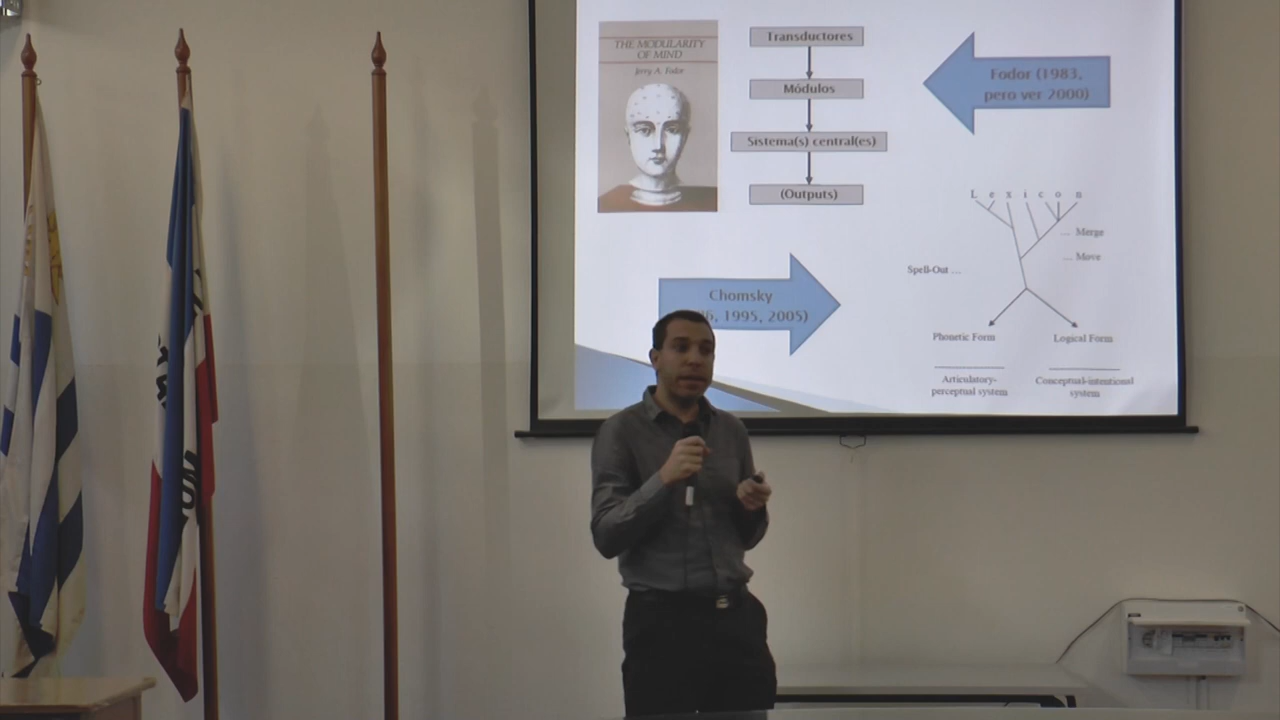 THE MODULARITY
OF MIND
Jerry A. Fodor
Transductores
Módulos
Sistema(s) central(es)
(Outputs)
Fodor (1983,
pero ver 2000)
Lexicon
... Merge
... Move
Spell-Out ...
Phonetic Form
Logical Form
Articulatory-
perceptual system
Conceptual-intentional
system
Chomsky
1995, 2005)